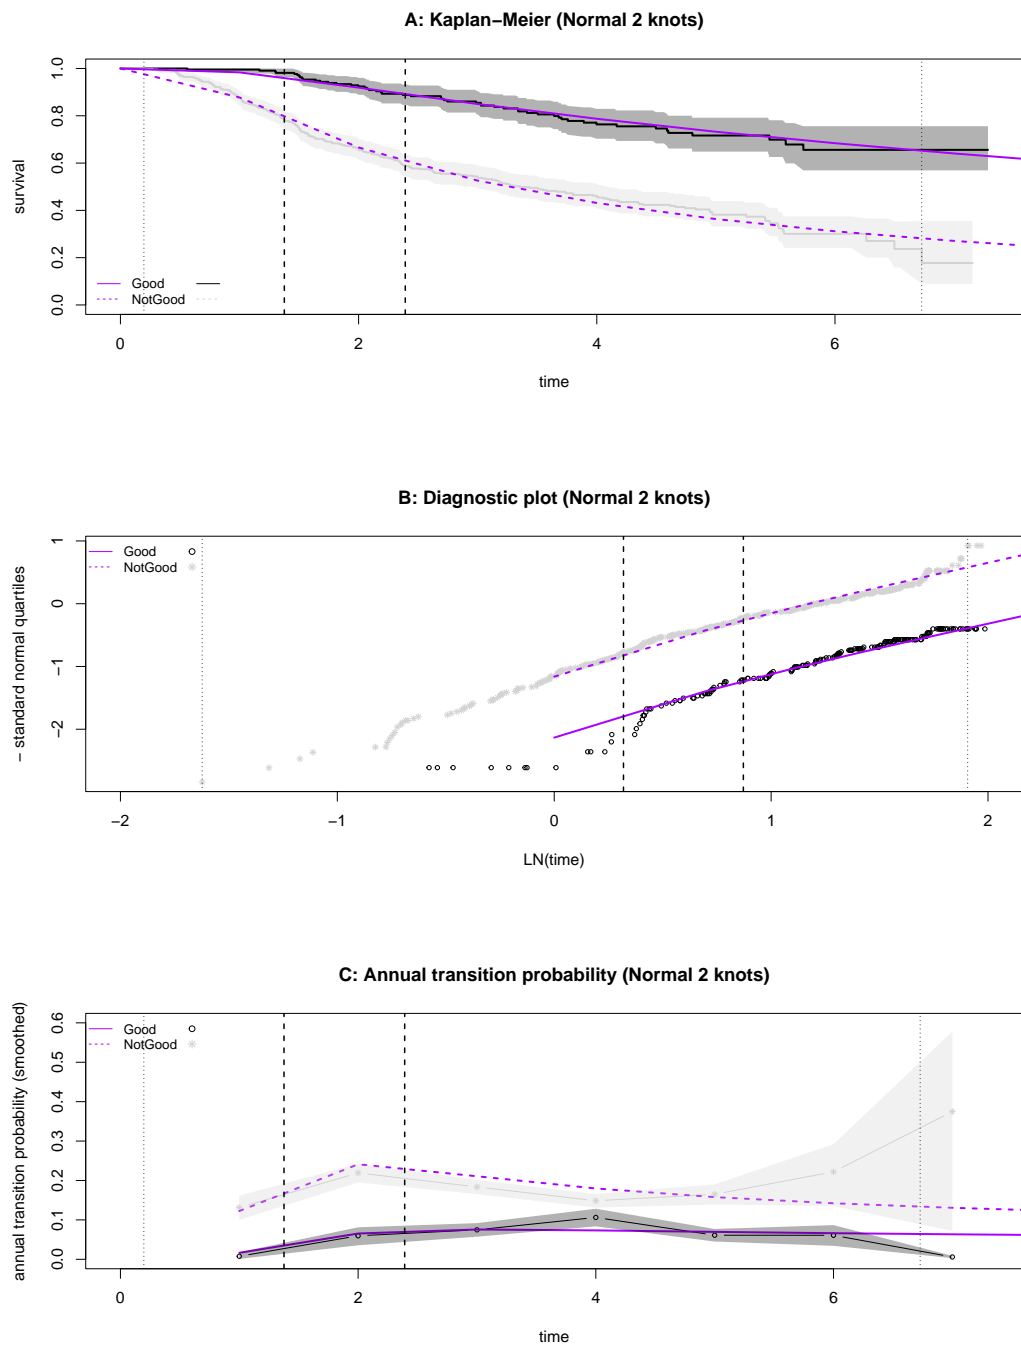 A: Kaplan−Meier (Normal 2 knots)
survival
1.0
0.8
0.6
0.4
0.2
0.0
Good
NotGood
0 2 4 6
time
B: Diagnostic plot (Normal 2 knots)
− standard normal quartiles
1
0
−1
−2
Good
NotGood
−2 −1 0 1 2
LN(time)
C: Annual transition probability (Normal 2 knots)
annual transition probability (smoothed)
0.6
0.5
0.4
0.3
0.2
0.1
0.0
Good
NotGood
0 2 4 6
time